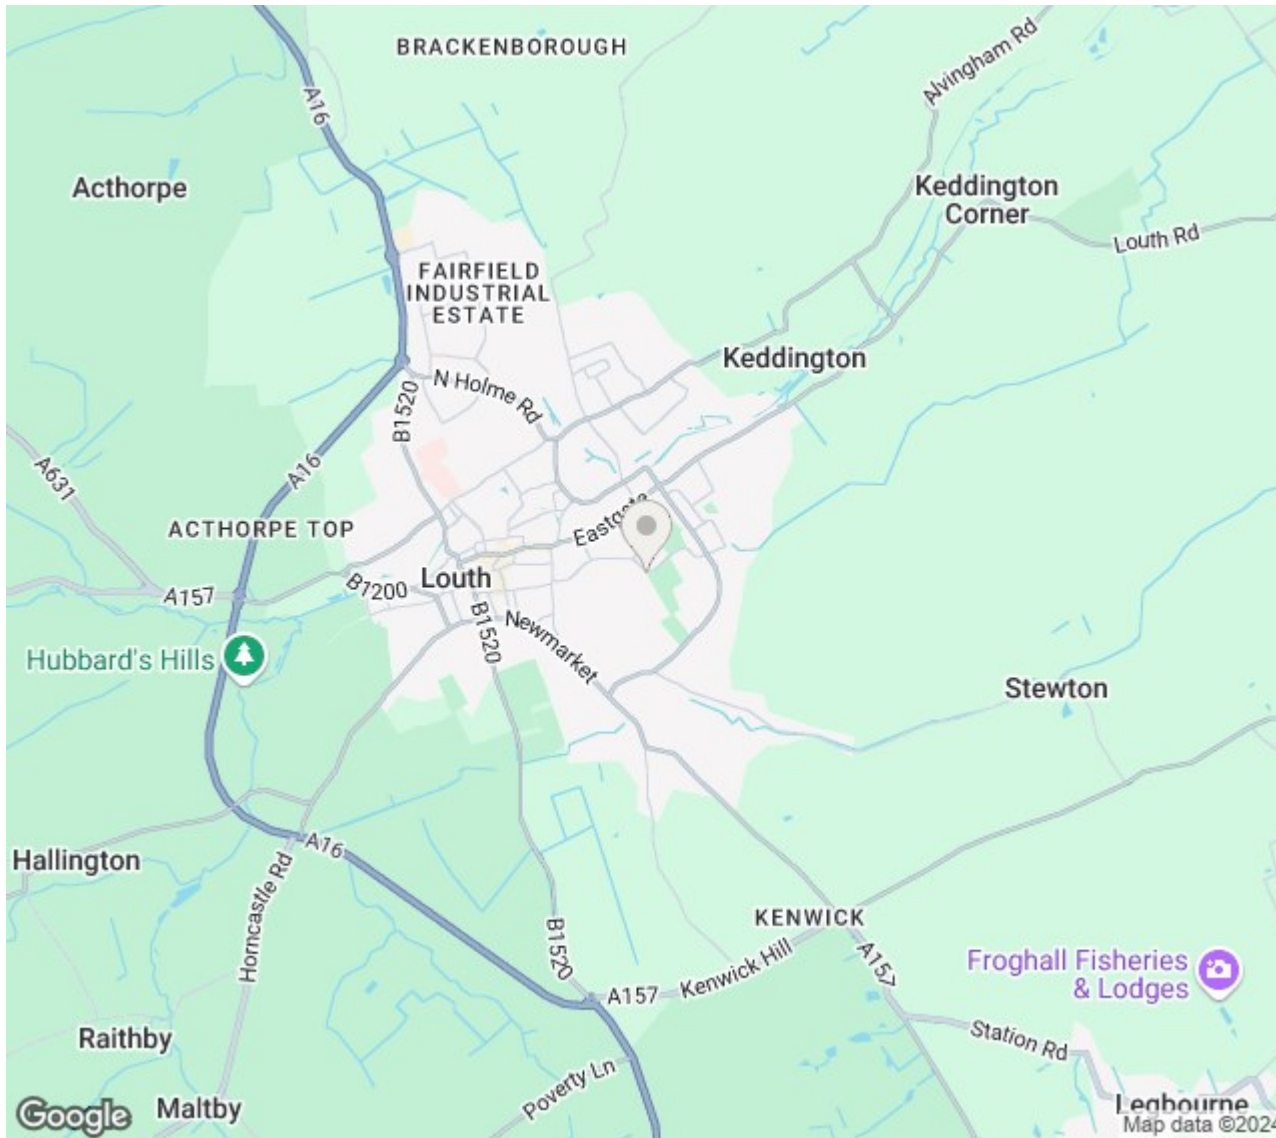 BRACKENBOROUGH
Alvingham Rd
A16
Acthorpe
Keddington
Corner
Louth Rd
FAIRFIELD
INDUSTRIAL
ESTATE
Keddington
N Holme Rd
B1520
A631
A16
Eastgate
ACTHORPE TOP
Louth
B1200
A157
B1520
Newmarket
Hubbard's Hills
Stewton
A16
Hallington
Horncastle Rd
KENWICK
B1520
A157
Kenwick Hill
A157
Froghall Fisheries
& Lodges
Station Rd
Raithby
Poverty Ln
Maltby
Legbourne
Google
Map data ©2024